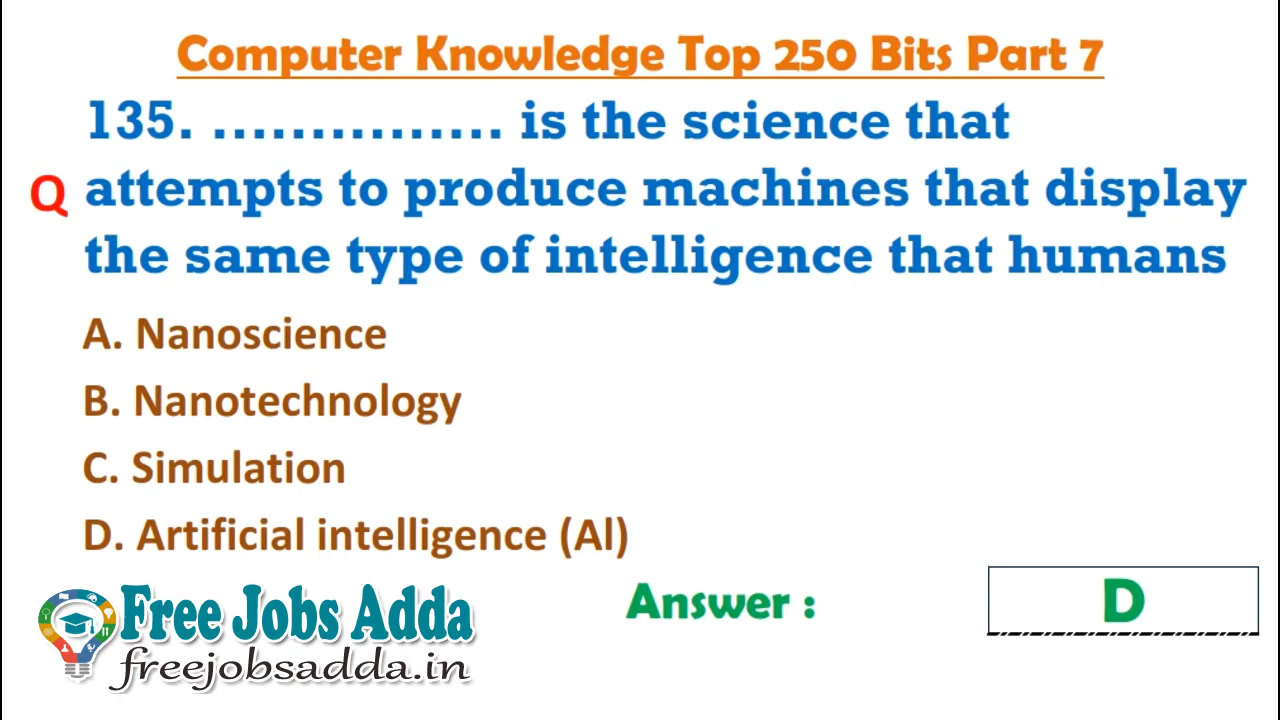 Computer Knowledge Top 250 Bits Part 7
135. ............... is the science that
Q attempts to produce machines that display
the same type of intelligence that humans
A. Nanoscience
B. Nanotechnology
C. Simulation
D. Artificial intelligence (Al)
Free Jobs Adda
freejobsadda.in
Answer :
D